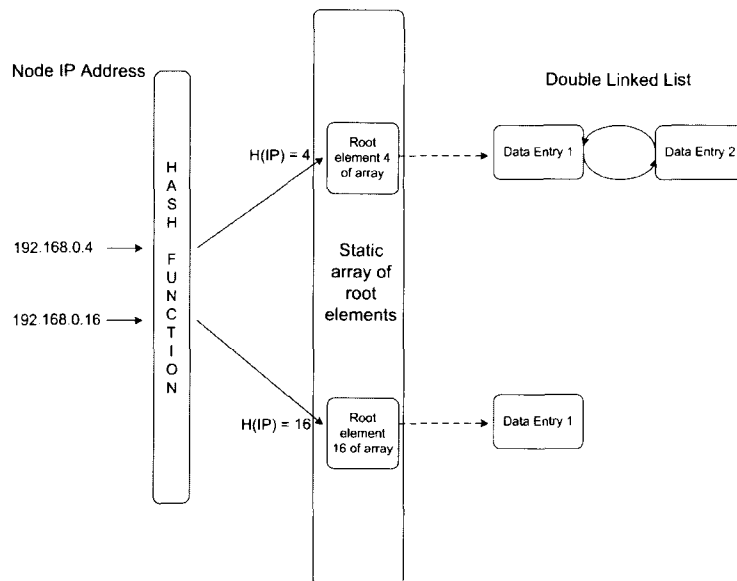 Node IP Address
Double Linked List
HASH FUNCTION
192.168.0.4
192.168.0.16
H(IP) = 4
Root
element 4
of array
Data Entry 1
Data Entry 2
Static
array of
root
elements
H(IP) = 16
Root
element
16 of array
Data Entry 1